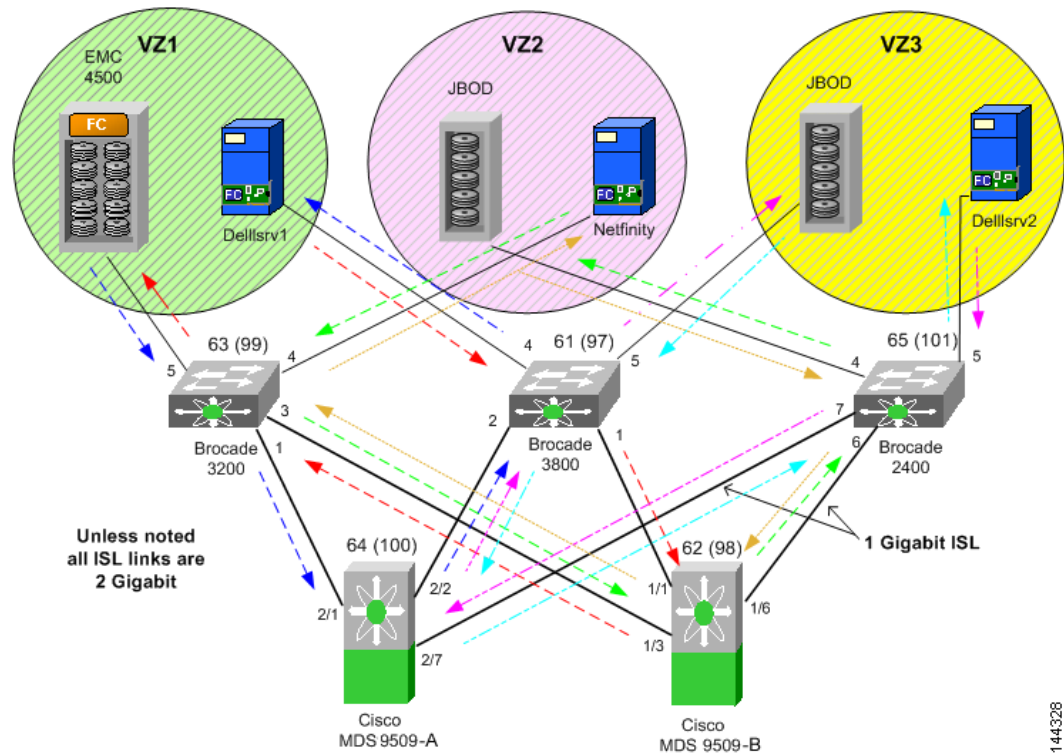 VZ1
VZ2
VZ3
EMC
4500
JBOD
JBOD
FC
FC
FC
FC
Delllsrv1
Netfinity
Delllsrv2
63 (99)
61 (97)
65 (101)
5
4
4
5
4
5
3
1
2
1
7
6
Brocade
3200
Brocade
3800
Brocade
2400
Unless noted
all ISL links are
2 Gigabit
1 Gigabit ISL
64 (100)
62 (98)
2/1
2/2
2/7
1/1
1/3
1/6
Cisco
MDS 9509-A
Cisco
MDS 9509-B
144328